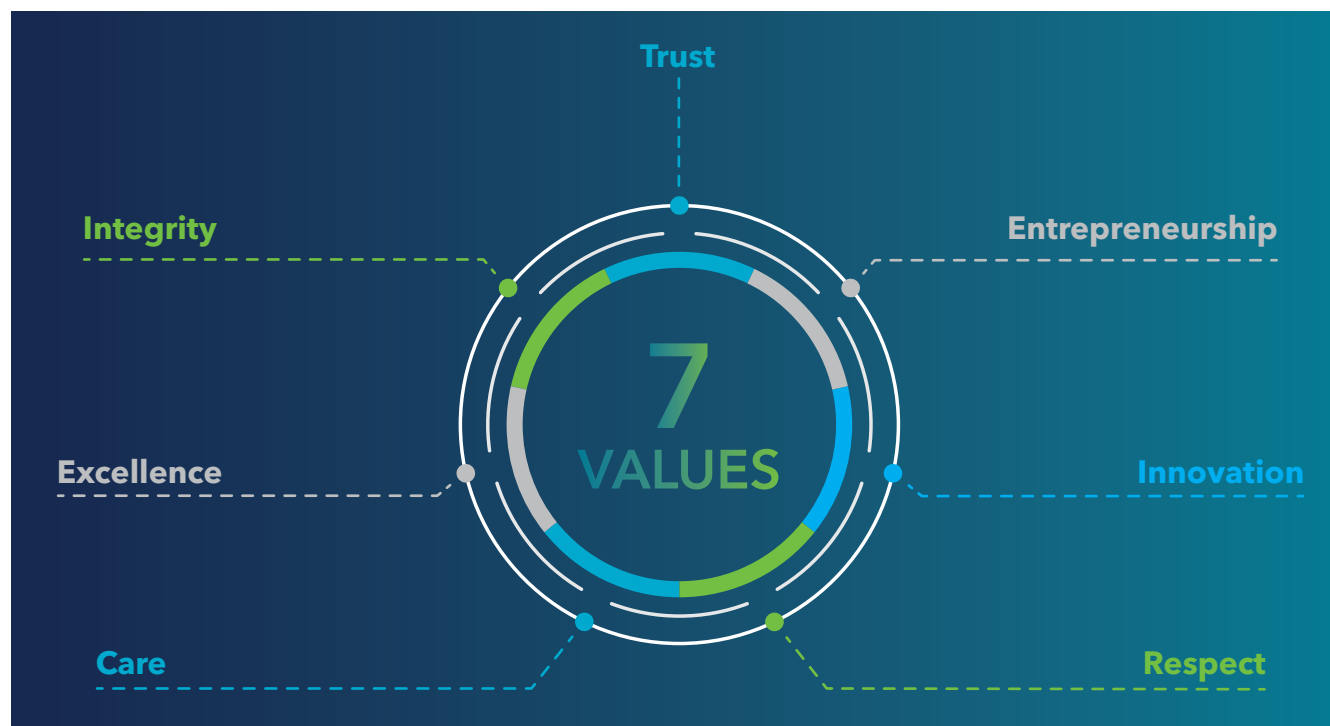 Trust
Integrity
Entrepreneurship
7
VALUES
Excellence
Innovation
Care
Respect